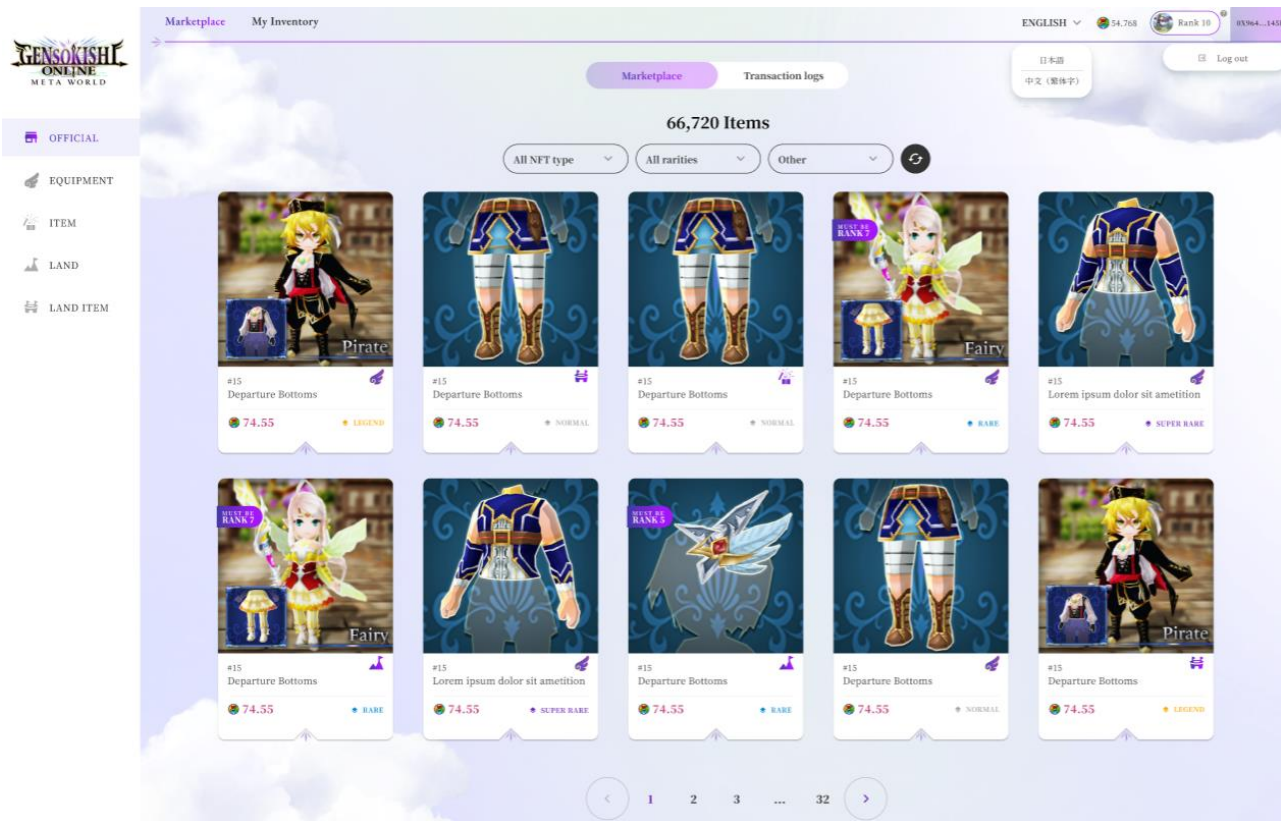 GENSOKISHI
ONLINE
META WORLD
Marketplace
My Inventory
ENGLISH
54.768
Rank 10
日本語
中文（繁体字）
Log out
Marketplace
Transaction logs
OFFICIAL
EQUIPMENT
ITEM
LAND
LAND ITEM
66,720 Items
All NFT type
All rarities
Other
Pirate
#15
Departure Bottoms
74.55
LEGEND
#15
Departure Bottoms
74.55
NORMAL
#15
Departure Bottoms
74.55
NORMAL
MUST BE
RANK 7
Fairy
#15
Departure Bottoms
74.55
RARE
#15
Lorem ipsum dolor sit ametition
74.55
SUPER RARE
MUST BE
RANK 7
Fairy
#15
Departure Bottoms
74.55
RARE
#15
Lorem ipsum dolor sit ametition
74.55
SUPER RARE
MUST BE
RANK 5
#15
Departure Bottoms
74.55
RARE
#15
Departure Bottoms
74.55
NORMAL
Pirate
#15
Departure Bottoms
74.55
LEGEND
1 2 3 ... 32